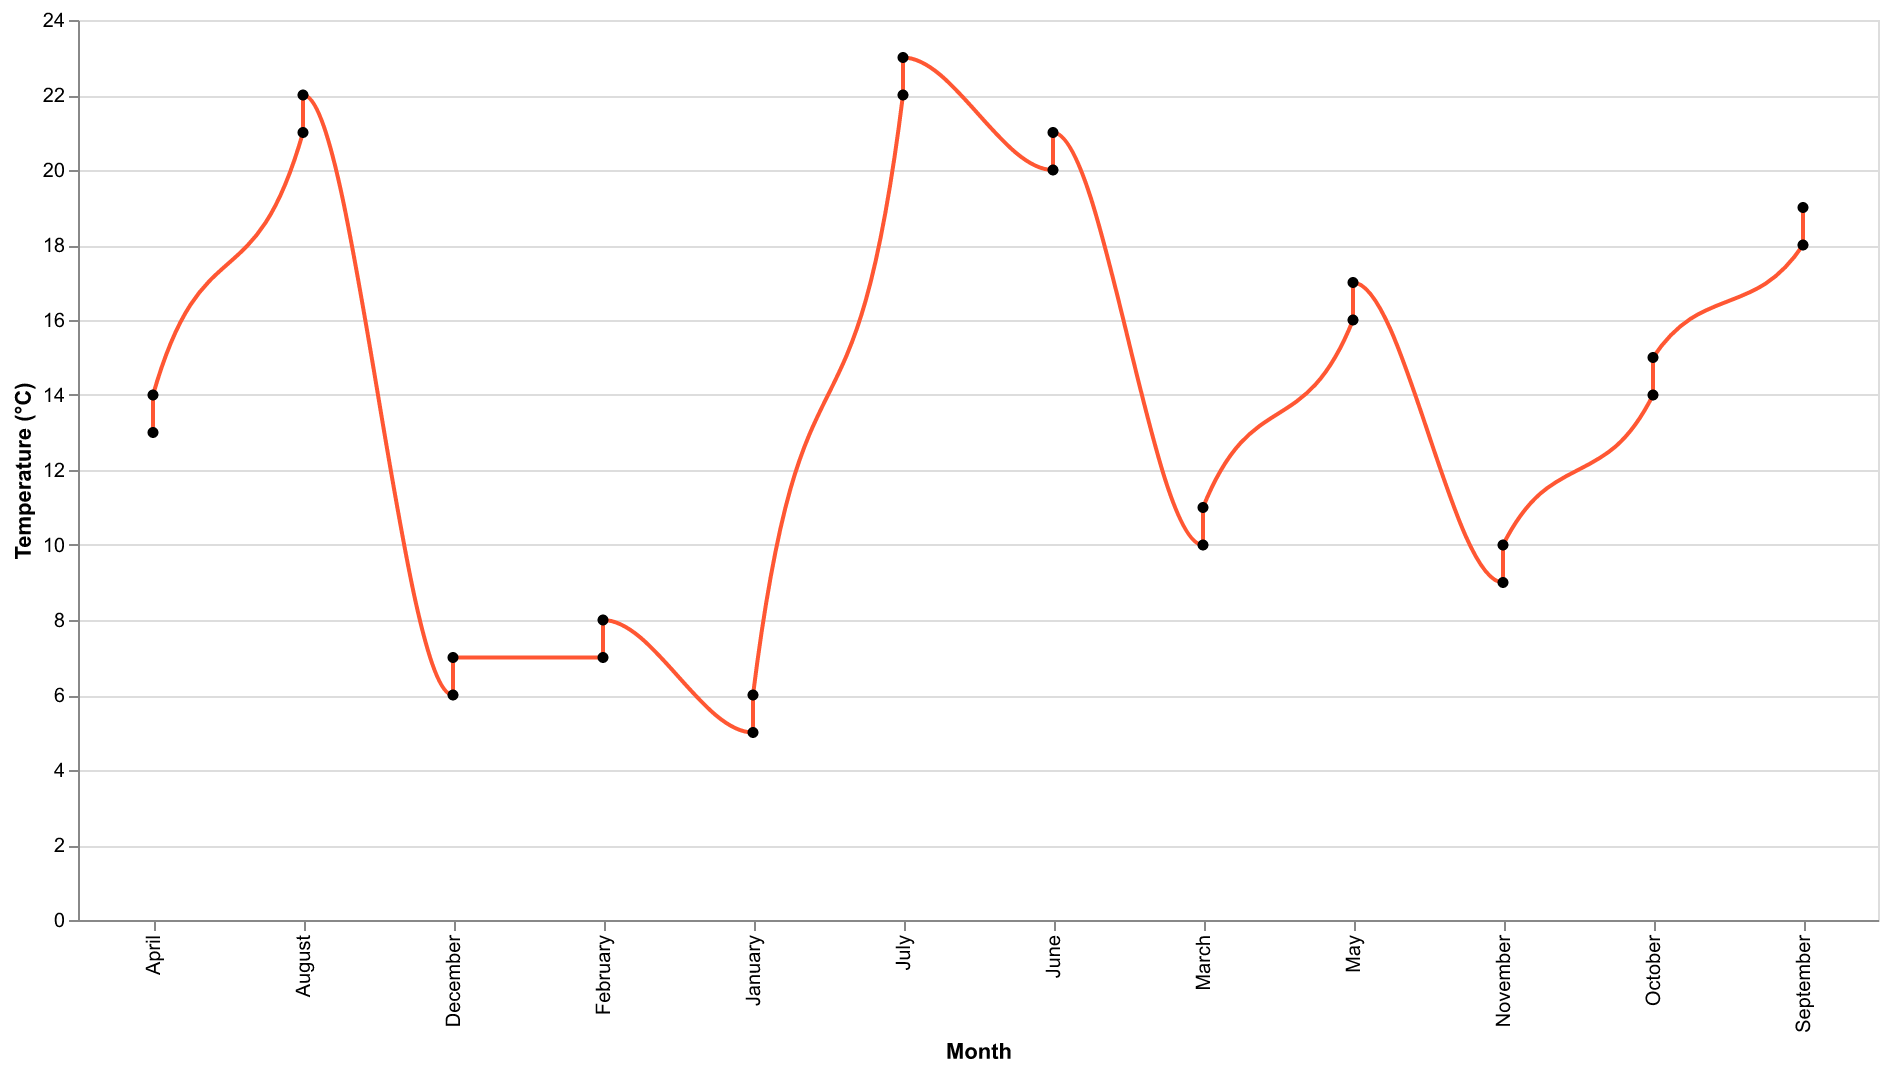 24
22
20
18
16
14
12
10
8
6
4
2
0
Temperature (°C)
April
August
December
February
January
July
June
March
May
November
October
September
Month